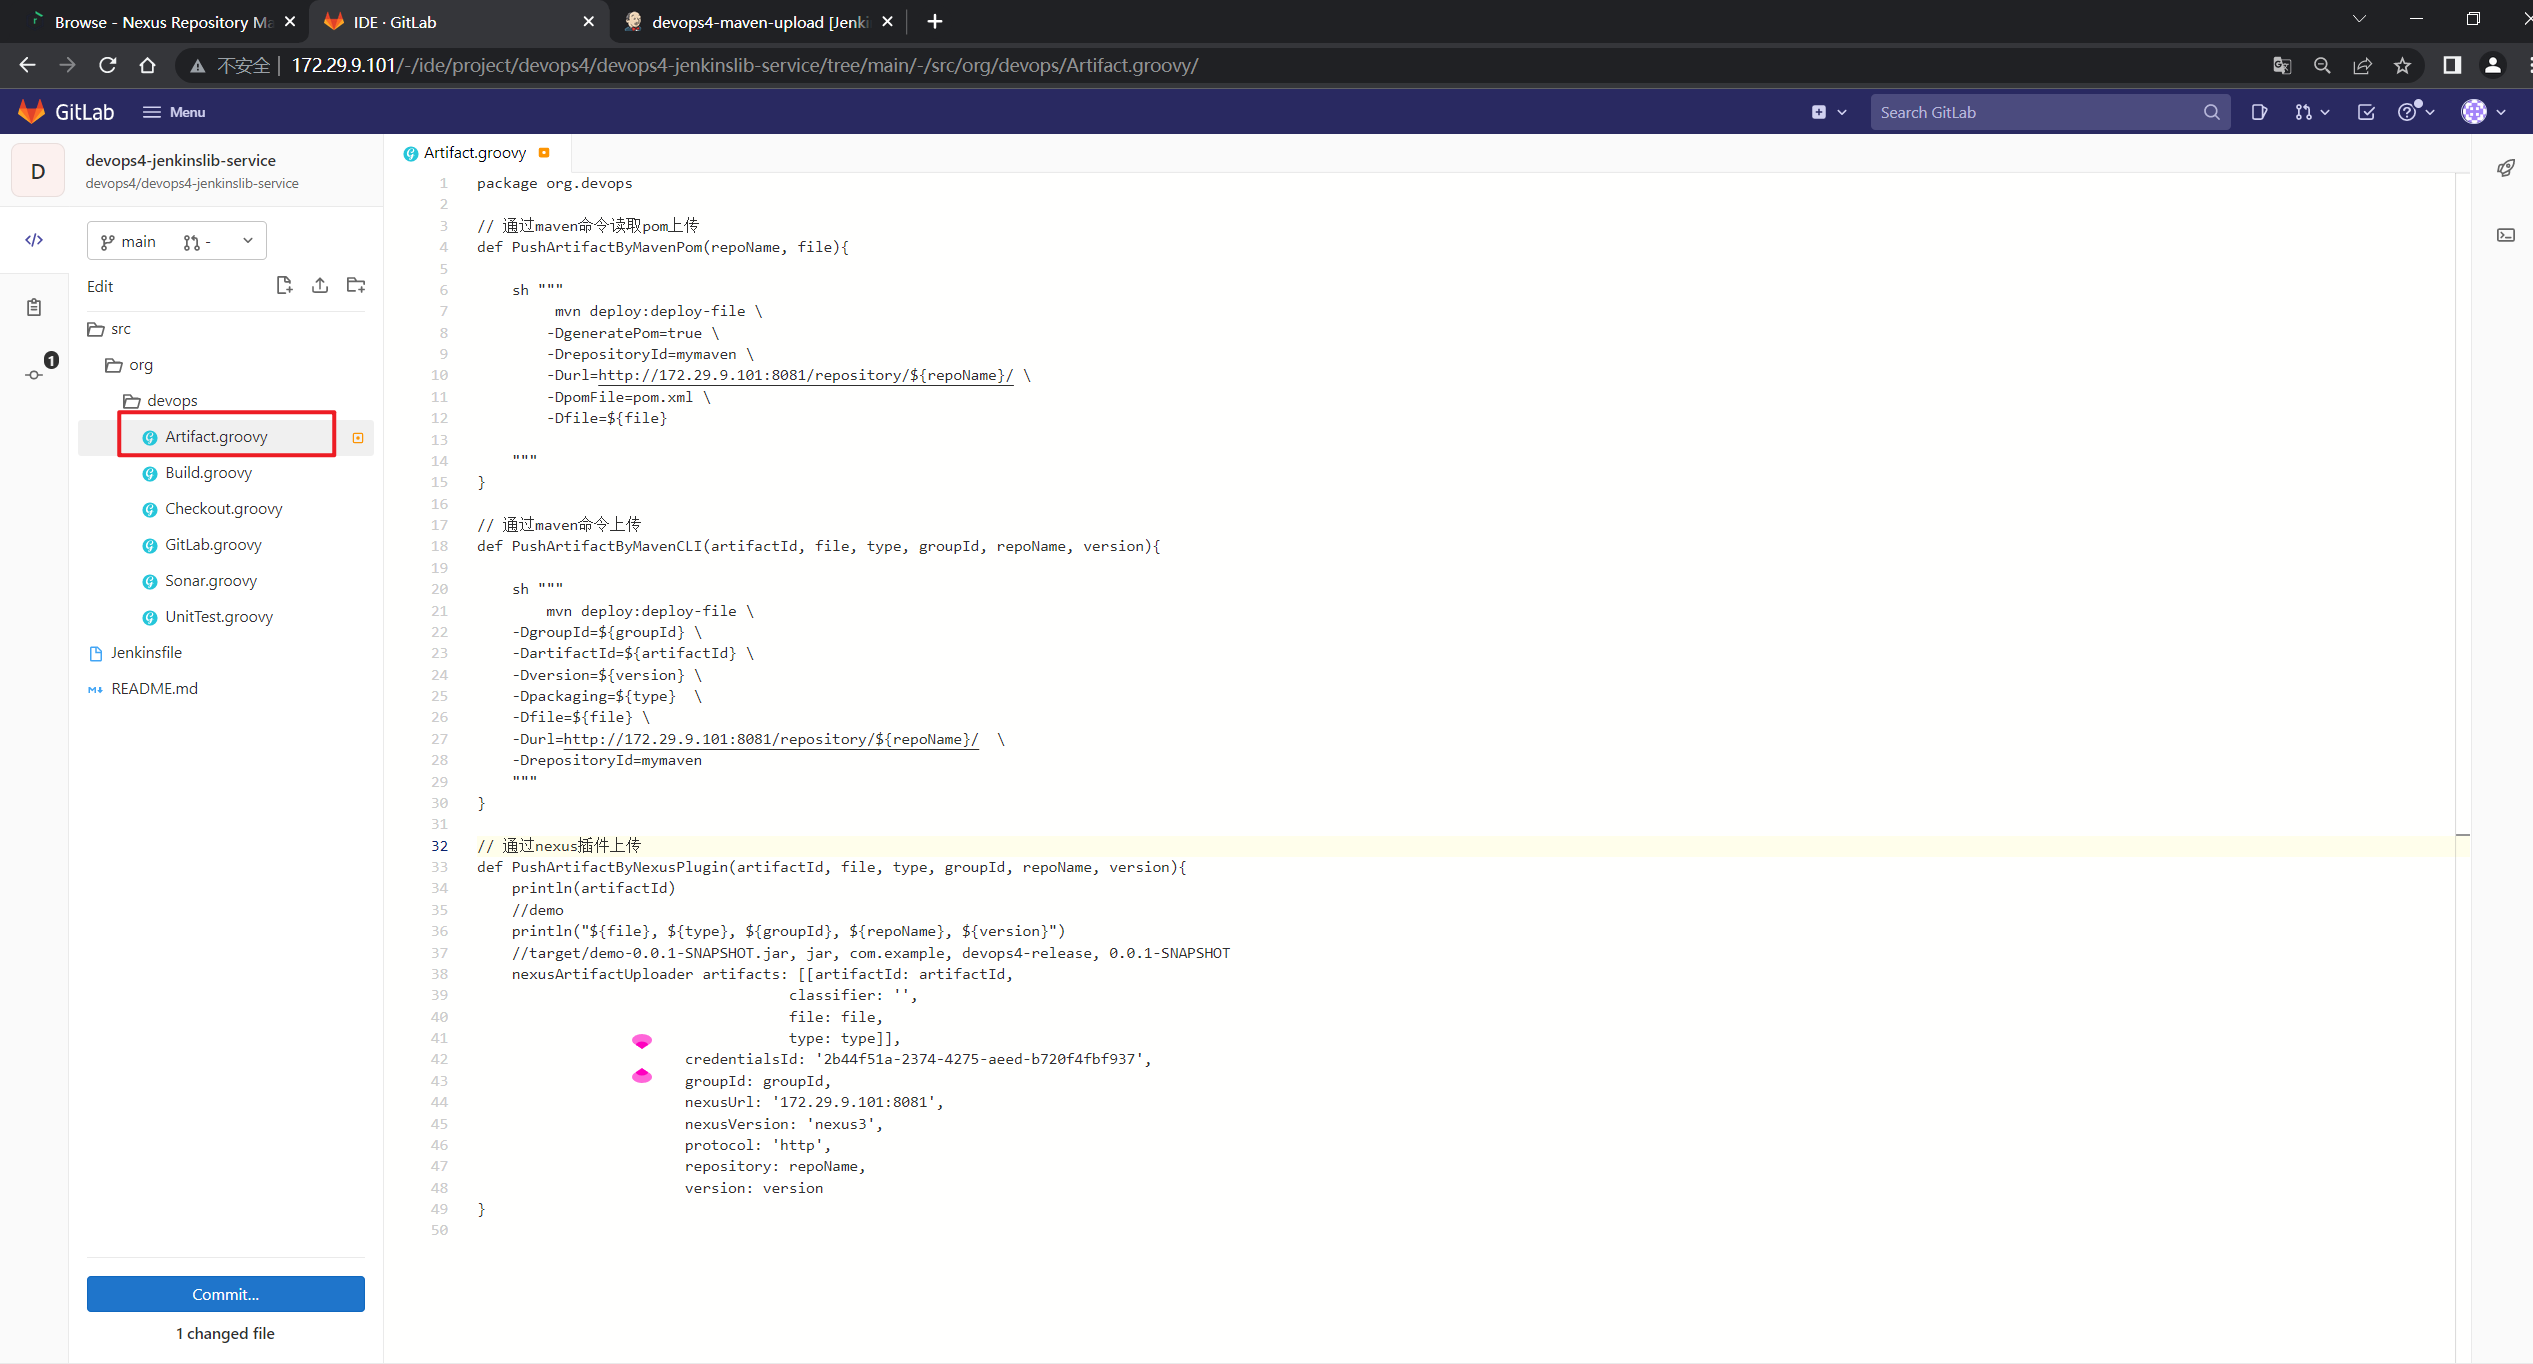 Browse - Nexus Repository Ma
IDE · GitLab
devops4-maven-upload [Jenki
不安全
172.29.9.101/-/ide/project/devops4/devops4-jenkinslib-service/tree/main/-/src/org/devops/Artifact.groovy/
GitLab
Menu
Search GitLab
D
devops4-jenkinslib-service
devops4/devops4-jenkinslib-service
main
-
Edit
1
src
org
devops
Artifact.groovy
Build.groovy
Checkout.groovy
GitLab.groovy
Sonar.groovy
UnitTest.groovy
Jenkinsfile
README.md
Commit...
1 changed file
Artifact.groovy
1 package org.devops
2
3 // 通过maven命令读取pom上传
4 def PushArtifactByMavenPom(repoName, file){
5
6     sh """
7          mvn deploy:deploy-file \
8         -DgeneratePom=true \
9         -DrepositoryId=mymaven \
10         -Durl=http://172.29.9.101:8081/repository/${repoName}/ \
11         -DpomFile=pom.xml \
12         -Dfile=${file}
13
14     """
15 }
16
17 // 通过maven命令上传
18 def PushArtifactByMavenCLI(artifactId, file, type, groupId, repoName, version){
19
20     sh """
21         mvn deploy:deploy-file \
22     -DgroupId=${groupId} \
23     -DartifactId=${artifactId} \
24     -Dversion=${version} \
25     -Dpackaging=${type}  \
26     -Dfile=${file} \
27     -Durl=http://172.29.9.101:8081/repository/${repoName}/  \
28     -DrepositoryId=mymaven
29     """
30 }
31
32 // 通过nexus插件上传
33 def PushArtifactByNexusPlugin(artifactId, file, type, groupId, repoName, version){
34     println(artifactId)
35     //demo
36     println("${file}, ${type}, ${groupId}, ${repoName}, ${version}")
37     //target/demo-0.0.1-SNAPSHOT.jar, jar, com.example, devops4-release, 0.0.1-SNAPSHOT
38     nexusArtifactUploader artifacts: [[artifactId: artifactId,
39                                     classifier: '',
40                                     file: file,
41                                     type: type]],
42                         credentialsId: '2b44f51a-2374-4275-aeed-b720f4fbf937',
43                         groupId: groupId,
44                         nexusUrl: '172.29.9.101:8081',
45                         nexusVersion: 'nexus3',
46                         protocol: 'http',
47                         repository: repoName,
48                         version: version
49 }
50